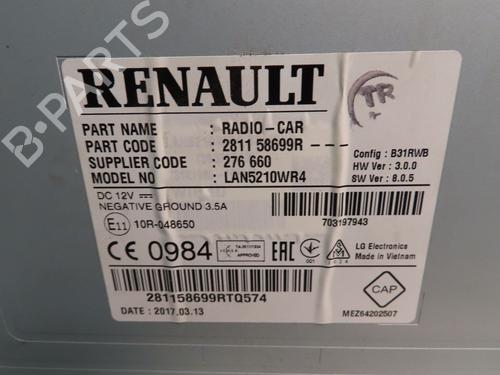 B-PARTS
RENAULT
TR
PART NAME : RADIO-CAR
PART CODE : 2811 58699R---
SUPPLIER CODE : 276 660
MODEL NO : LAN5210WR4
Config : B31RWB
HW Ver : 3.0.0
SW Ver : 8.0.5
DC 12V
NEGATIVE GROUND 3.5A
E11 10R-048650
703197943
CE 0984
APPROVED
EAC
001
LG Electronics
Made in Vietnam
281158699RTQ574
DATE : 2017.03.13
CAP
MEZ64202507